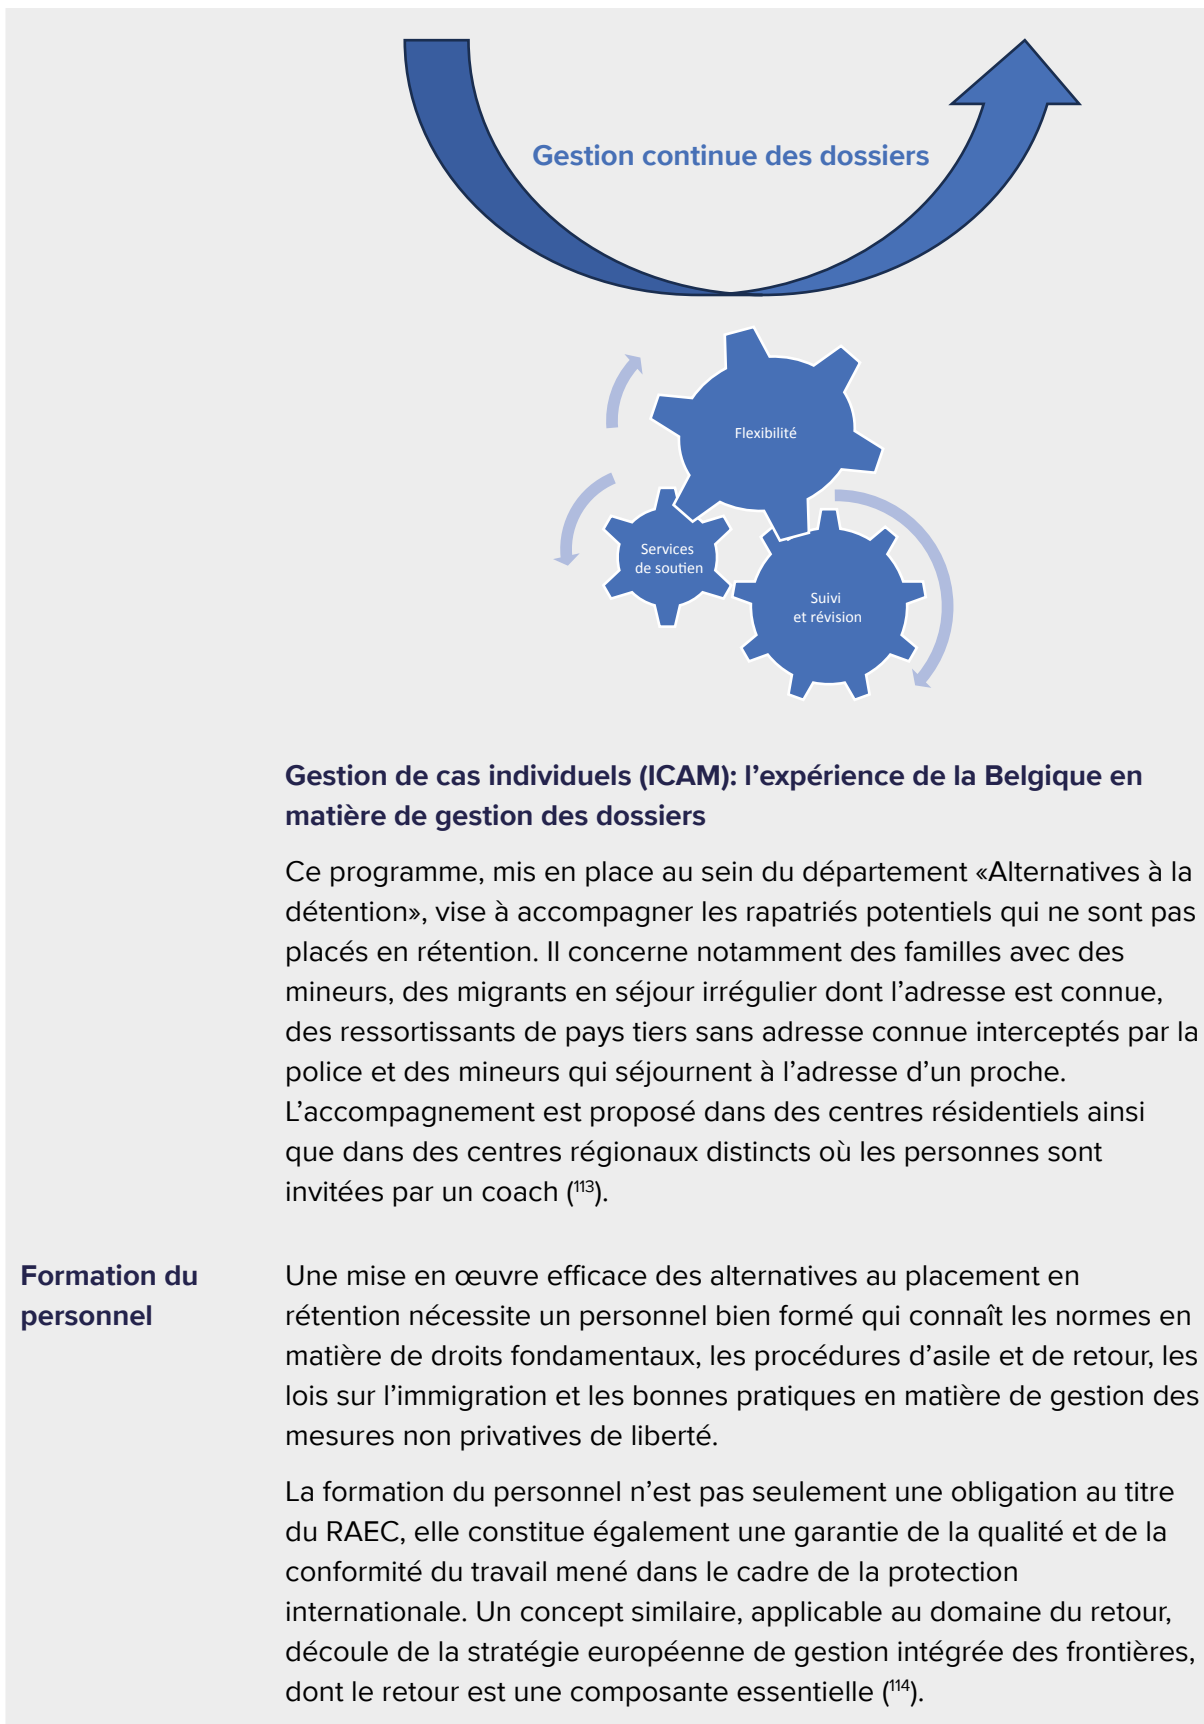 Gestion continue des dossiers
Flexibilité
Services
de soutien
Suivi
et révision
Gestion de cas individuels (ICAM): l’expérience de la Belgique en
matière de gestion des dossiers
Ce programme, mis en place au sein du département «Alternatives à la
détention», vise à accompagner les rapatriés potentiels qui ne sont pas
placés en rétention. Il concerne notamment des familles avec des
mineurs, des migrants en séjour irrégulier dont l’adresse est connue,
des ressortissants de pays tiers sans adresse connue interceptés par la
police et des mineurs qui séjournent à l’adresse d’un proche.
L’accompagnement est proposé dans des centres résidentiels ainsi
que dans des centres régionaux distincts où les personnes sont
invitées par un coach (¹¹³).
Formation du
personnel
Une mise en œuvre efficace des alternatives au placement en
rétention nécessite un personnel bien formé qui connaît les normes en
matière de droits fondamentaux, les procédures d’asile et de retour, les
lois sur l’immigration et les bonnes pratiques en matière de gestion des
mesures non privatives de liberté.
La formation du personnel n’est pas seulement une obligation au titre
du RAEC, elle constitue également une garantie de la qualité et de la
conformité du travail mené dans le cadre de la protection
internationale. Un concept similaire, applicable au domaine du retour,
découle de la stratégie européenne de gestion intégrée des frontières,
dont le retour est une composante essentielle (¹¹⁴).